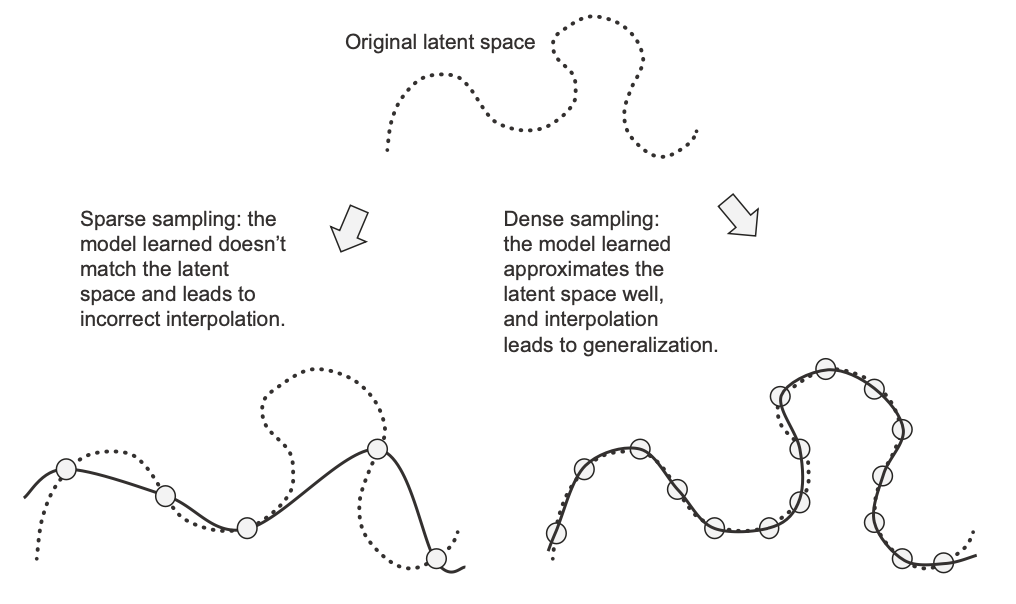 Original latent space
Sparse sampling: the
model learned doesn’t
match the latent
space and leads to
incorrect interpolation.
Dense sampling:
the model learned
approximates the
latent space well,
and interpolation
leads to generalization.